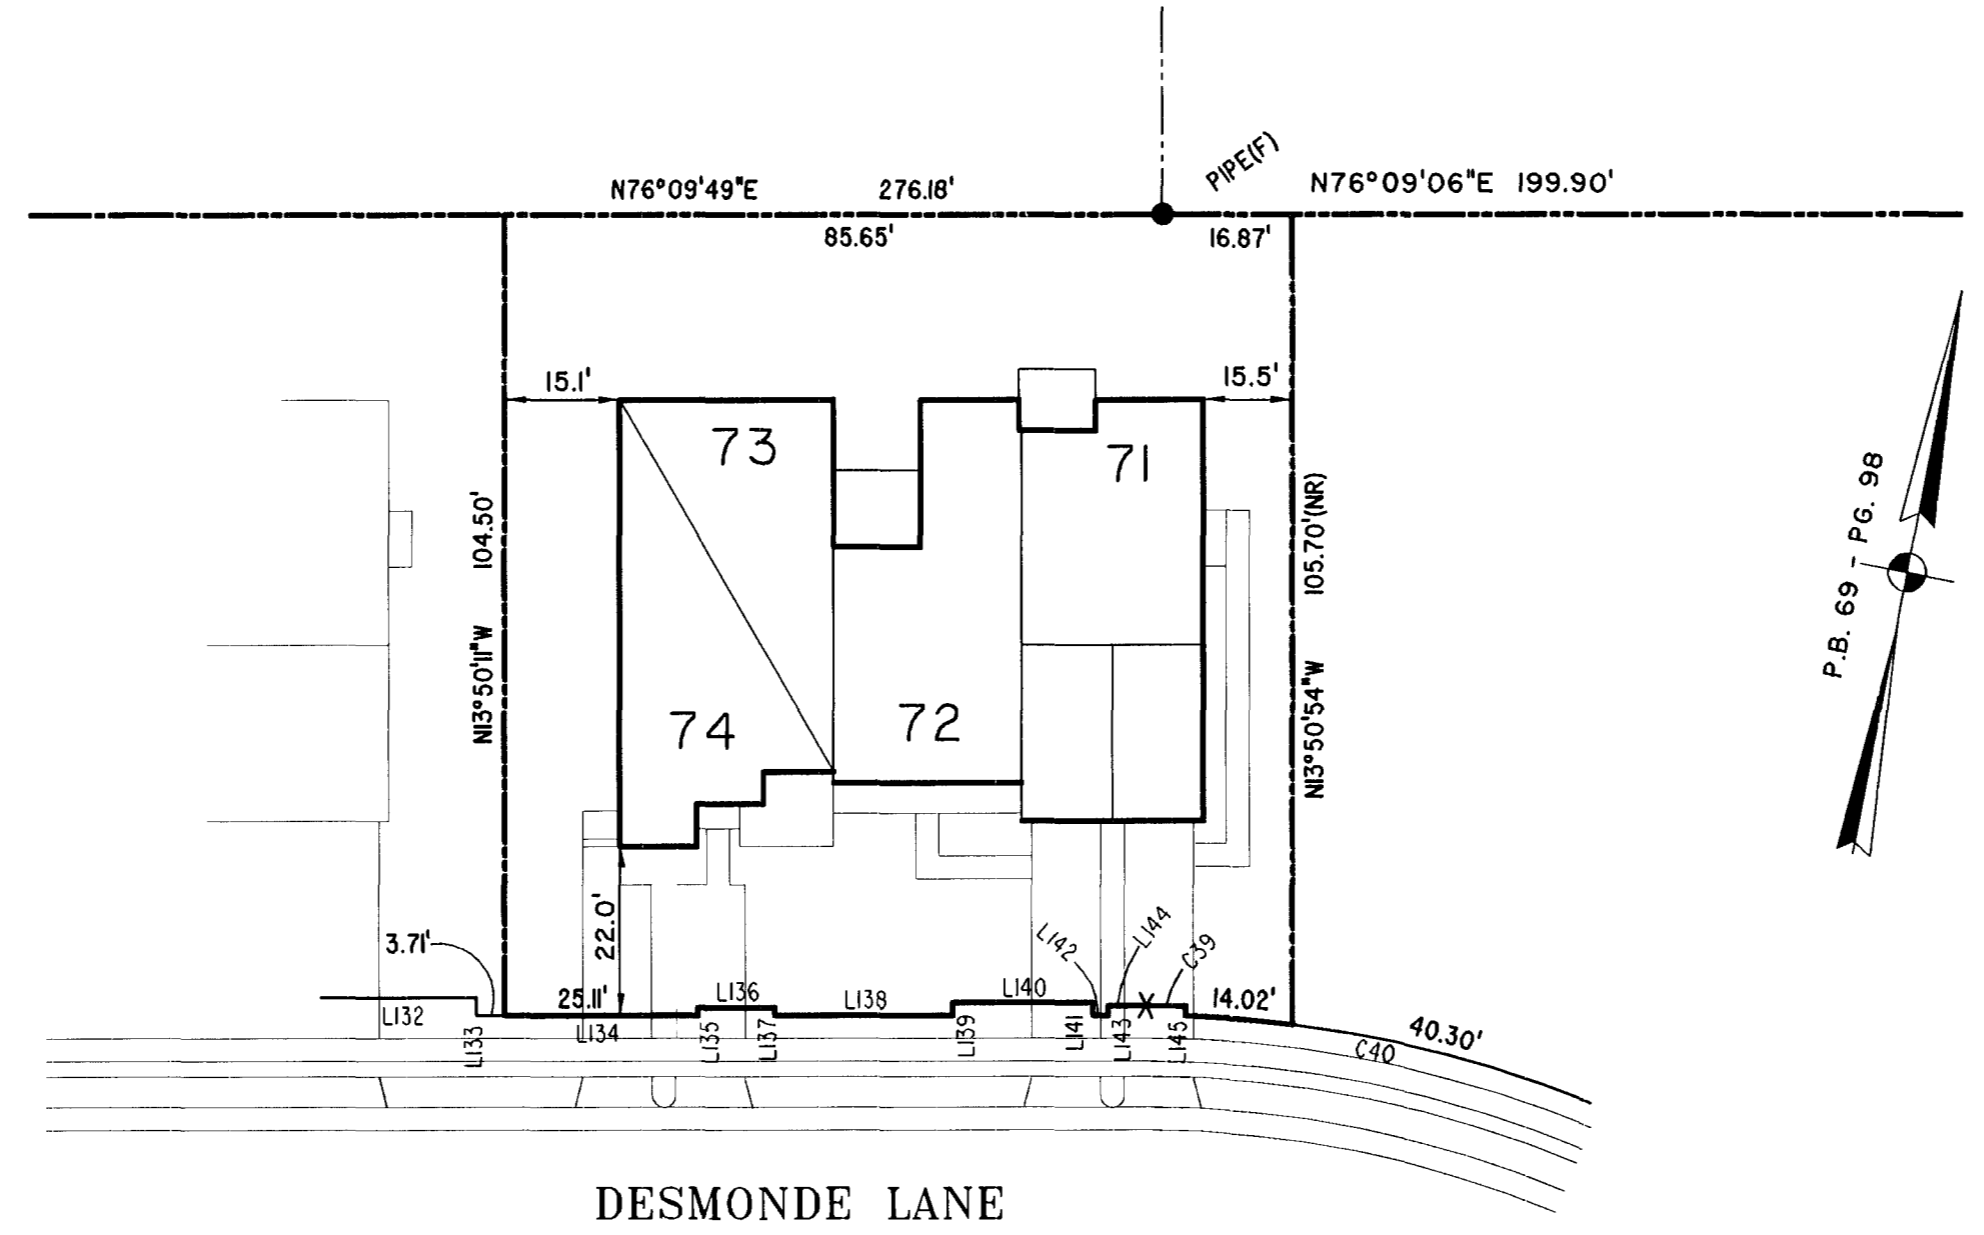 PIPE(F)
N76°09'49"E 276.18'
N76°09'06"E 199.90'
85.65'
16.87'
15.1'
15.5'
73
71
N13°50'11"W 104.50'
N13°50'54"W 105.70'(NR)
P.B. 69 - PG. 98
74
72
22.0'
3.71'
L142
L144
C39
25.11'
L136
L138
L140
14.02'
L132
L133
L134
L135
L137
L139
L141
L143
L145
40.30'
C40
DESMONDE LANE